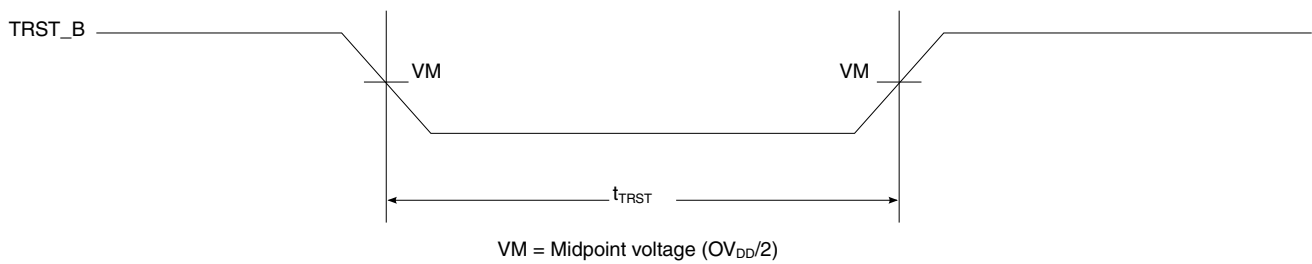 TRST_B
VM VM
tTRST
VM = Midpoint voltage (OVDD/2)